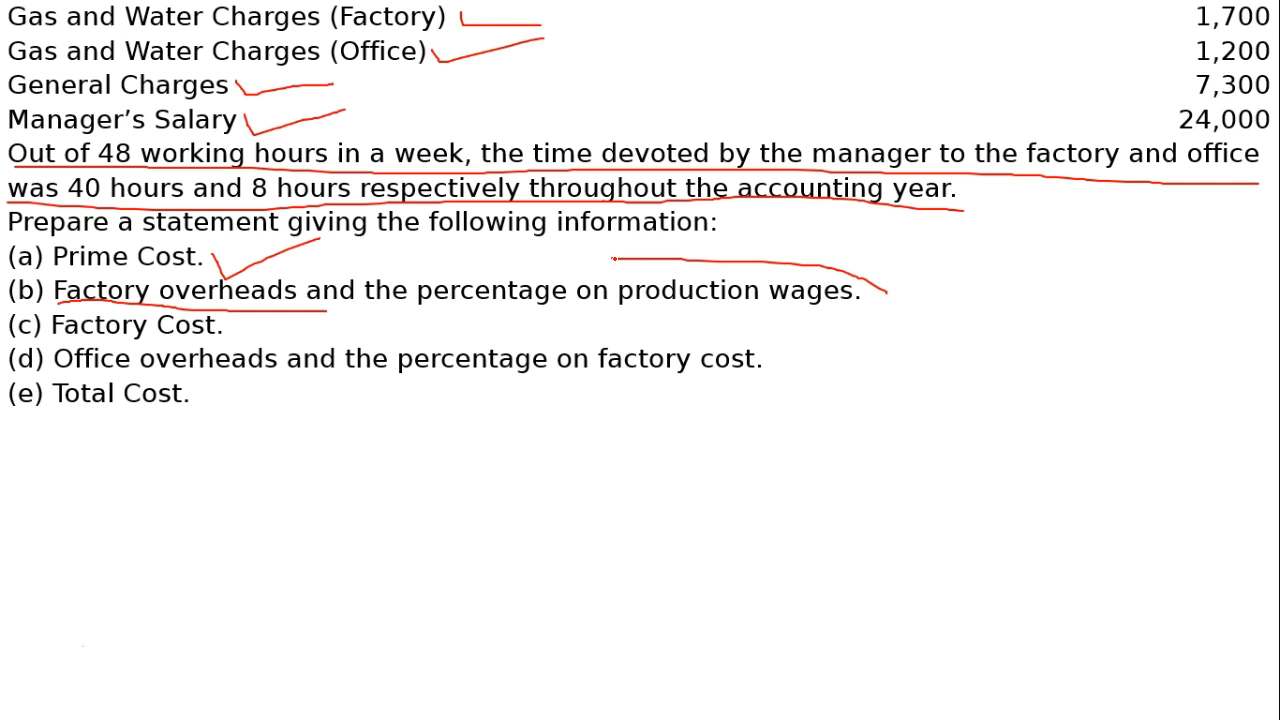 Gas and Water Charges (Factory) 1,700
Gas and Water Charges (Office) 1,200
General Charges 7,300
Manager’s Salary 24,000
Out of 48 working hours in a week, the time devoted by the manager to the factory and office
was 40 hours and 8 hours respectively throughout the accounting year.
Prepare a statement giving the following information:
(a) Prime Cost.
(b) Factory overheads and the percentage on production wages.
(c) Factory Cost.
(d) Office overheads and the percentage on factory cost.
(e) Total Cost.